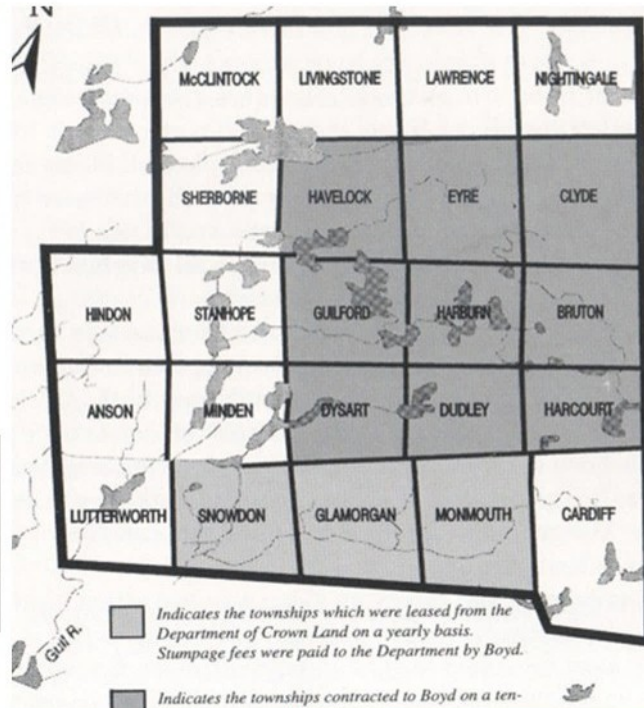 N
McCLINTOCK LIVINGSTONE LAWRENCE NIGHTINGALE
SHERBORNE HAVELOCK EYRE CLYDE
HINDON STANHOPE GUILFORD HARBURN BRUTON
ANSON MINDEN DYSART DUDLEY HARCOURT
LUTTERWORTH SNOWDON GLAMORGAN MONMOUTH CARDIFF
Gull R.
Indicates the townships which were leased from the
Department of Crown Land on a yearly basis.
Stumpage fees were paid to the Department by Boyd.
Indicates the townships contracted to Boyd on a ten-